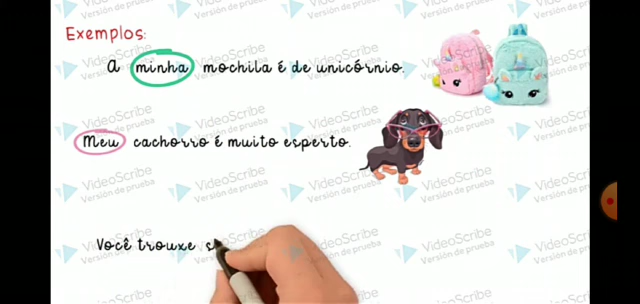 Exemplos:
A minha mochila é de unicórnio.
Meu cachorro é muito esperto.
Você trouxe s
VideoScribe
Versión de prueba